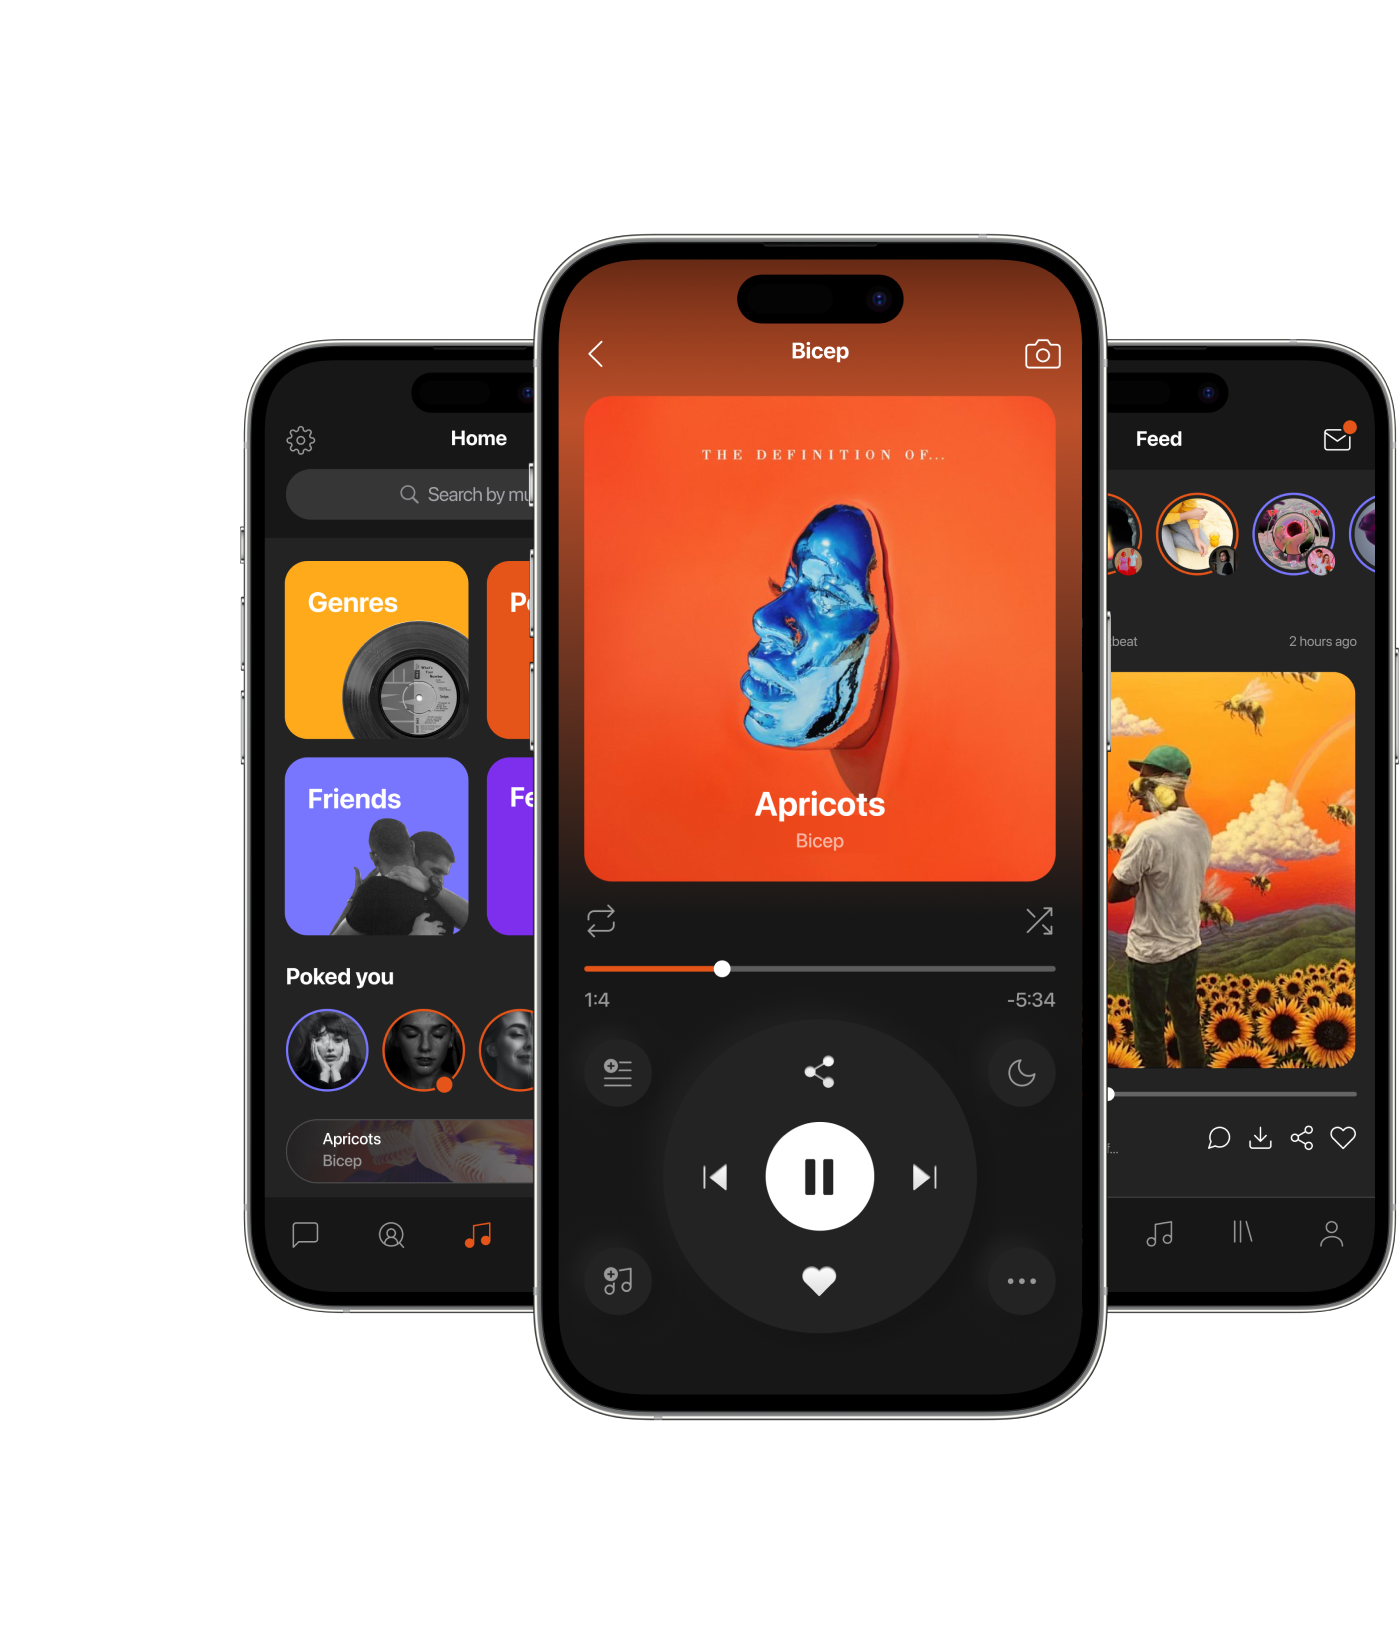 Home
Search by mu
Genres
Po
Friends
Fe
Poked you
Apricots
Bicep
Bicep
THE DEFINITION OF...
Apricots
Bicep
1:4
-5:34
Feed
beat
2 hours ago
f...